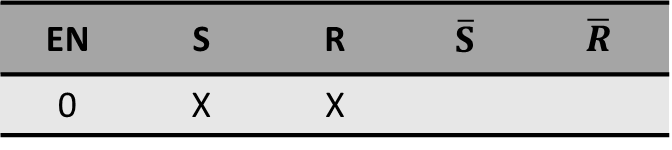 EN S R S̅ R̅
0 X X